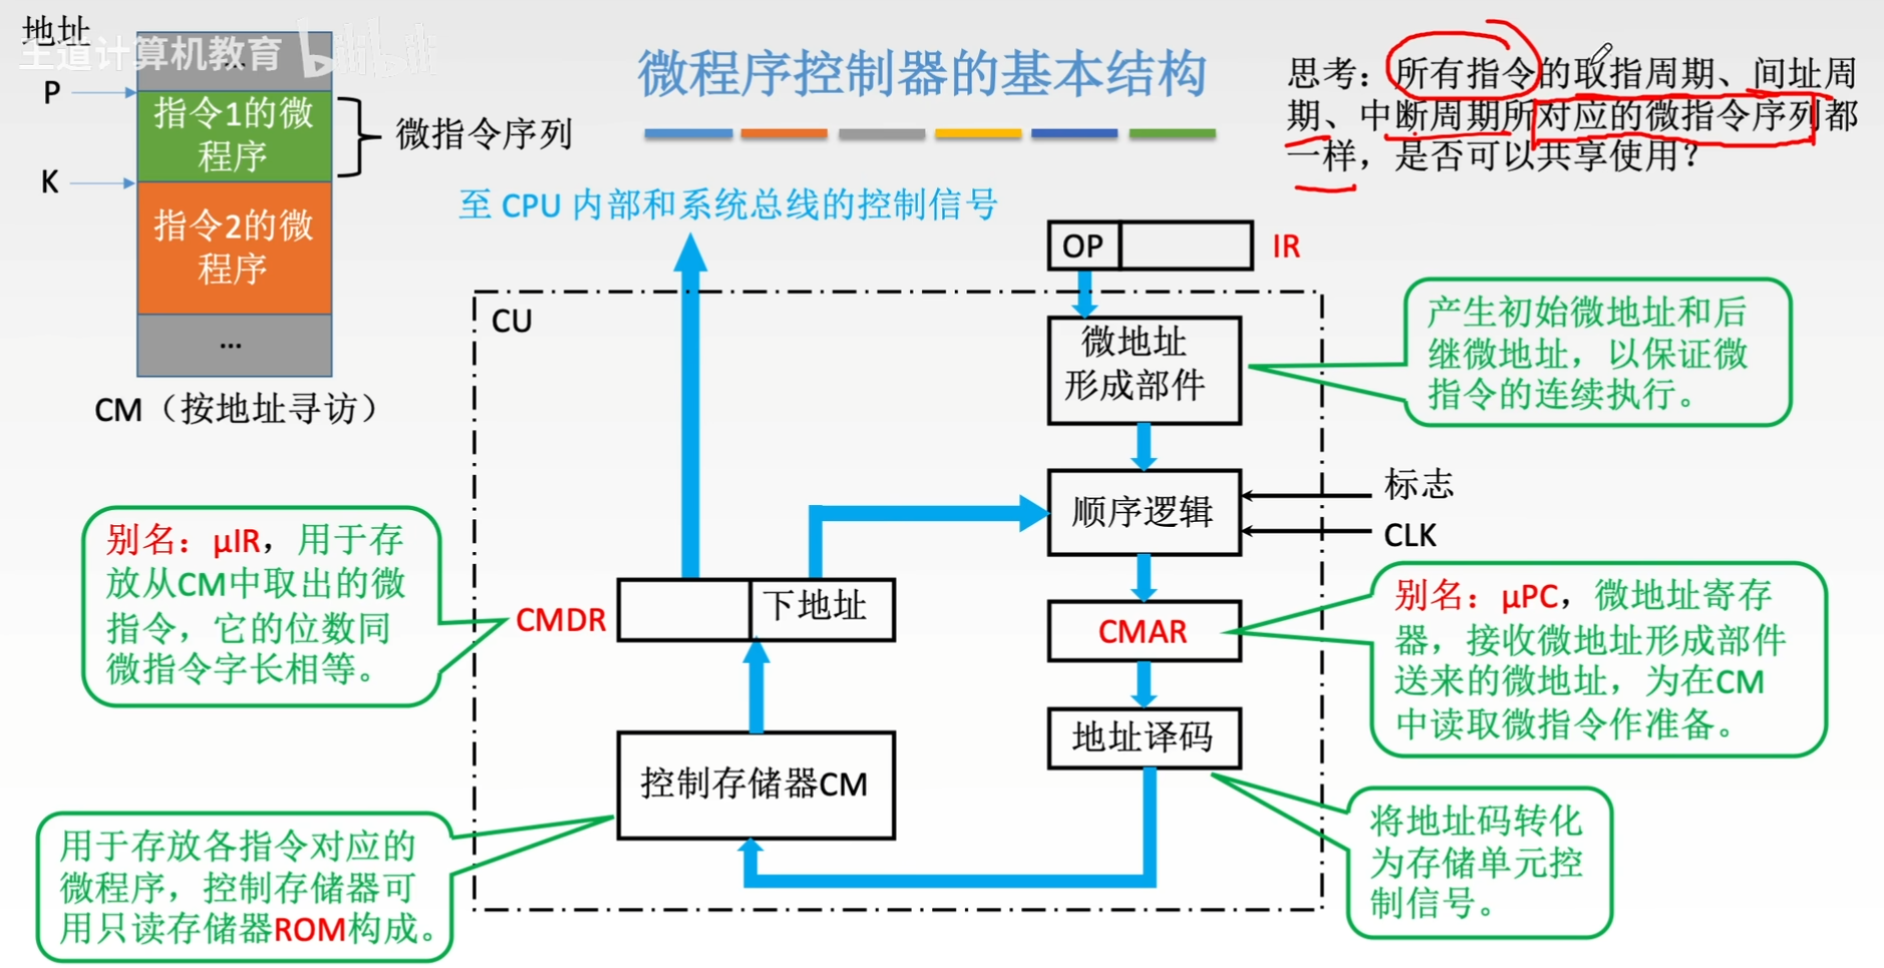 地址
王道计算机教育 bilibili
...
P
指令1的微
程序
微指令序列
K
指令2的微
程序
...
CM（按地址寻访）
微程序控制器的基本结构
思考：所有指令的取指周期、间址周
期、中断周期所对应的微指令序列都
一样，是否可以共享使用？
至 CPU 内部和系统总线的控制信号
OP
IR
CU
微地址
形成部件
产生初始微地址和后
继微地址，以保证微
指令的连续执行。
顺序逻辑
标志
CLK
别名：μIR，用于存
放从CM中取出的微
指令，它的位数同
微指令字长相等。
CMDR
下地址
CMAR
别名：μPC，微地址寄存
器，接收微地址形成部件
送来的微地址，为在CM
中读取微指令作准备。
地址译码
控制存储器CM
用于存放各指令对应的
微程序，控制存储器可
用只读存储器ROM构成。
将地址码转化
为存储单元控
制信号。